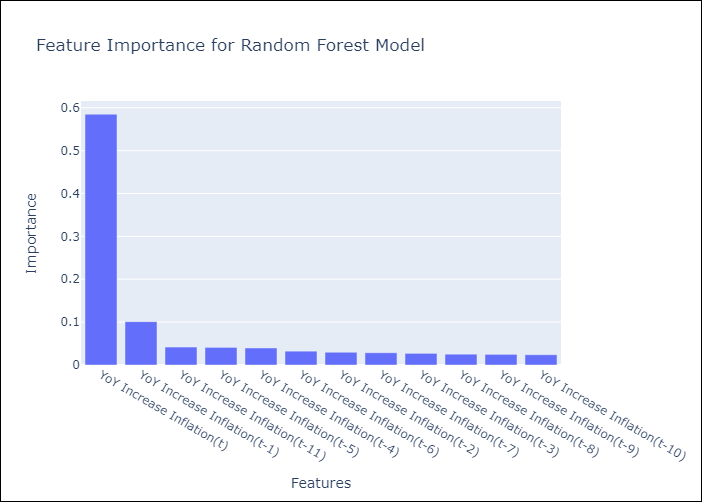 Feature Importance for Random Forest Model
0.6
0.5
0.4
0.3
0.2
0.1
0
Importance
YoY Increase Inflation(t)
YoY Increase Inflation(t-1)
YoY Increase Inflation(t-11)
YoY Increase Inflation(t-5)
YoY Increase Inflation(t-4)
YoY Increase Inflation(t-6)
YoY Increase Inflation(t-2)
YoY Increase Inflation(t-7)
YoY Increase Inflation(t-3)
YoY Increase Inflation(t-8)
YoY Increase Inflation(t-9)
YoY Increase Inflation(t-10)
Features